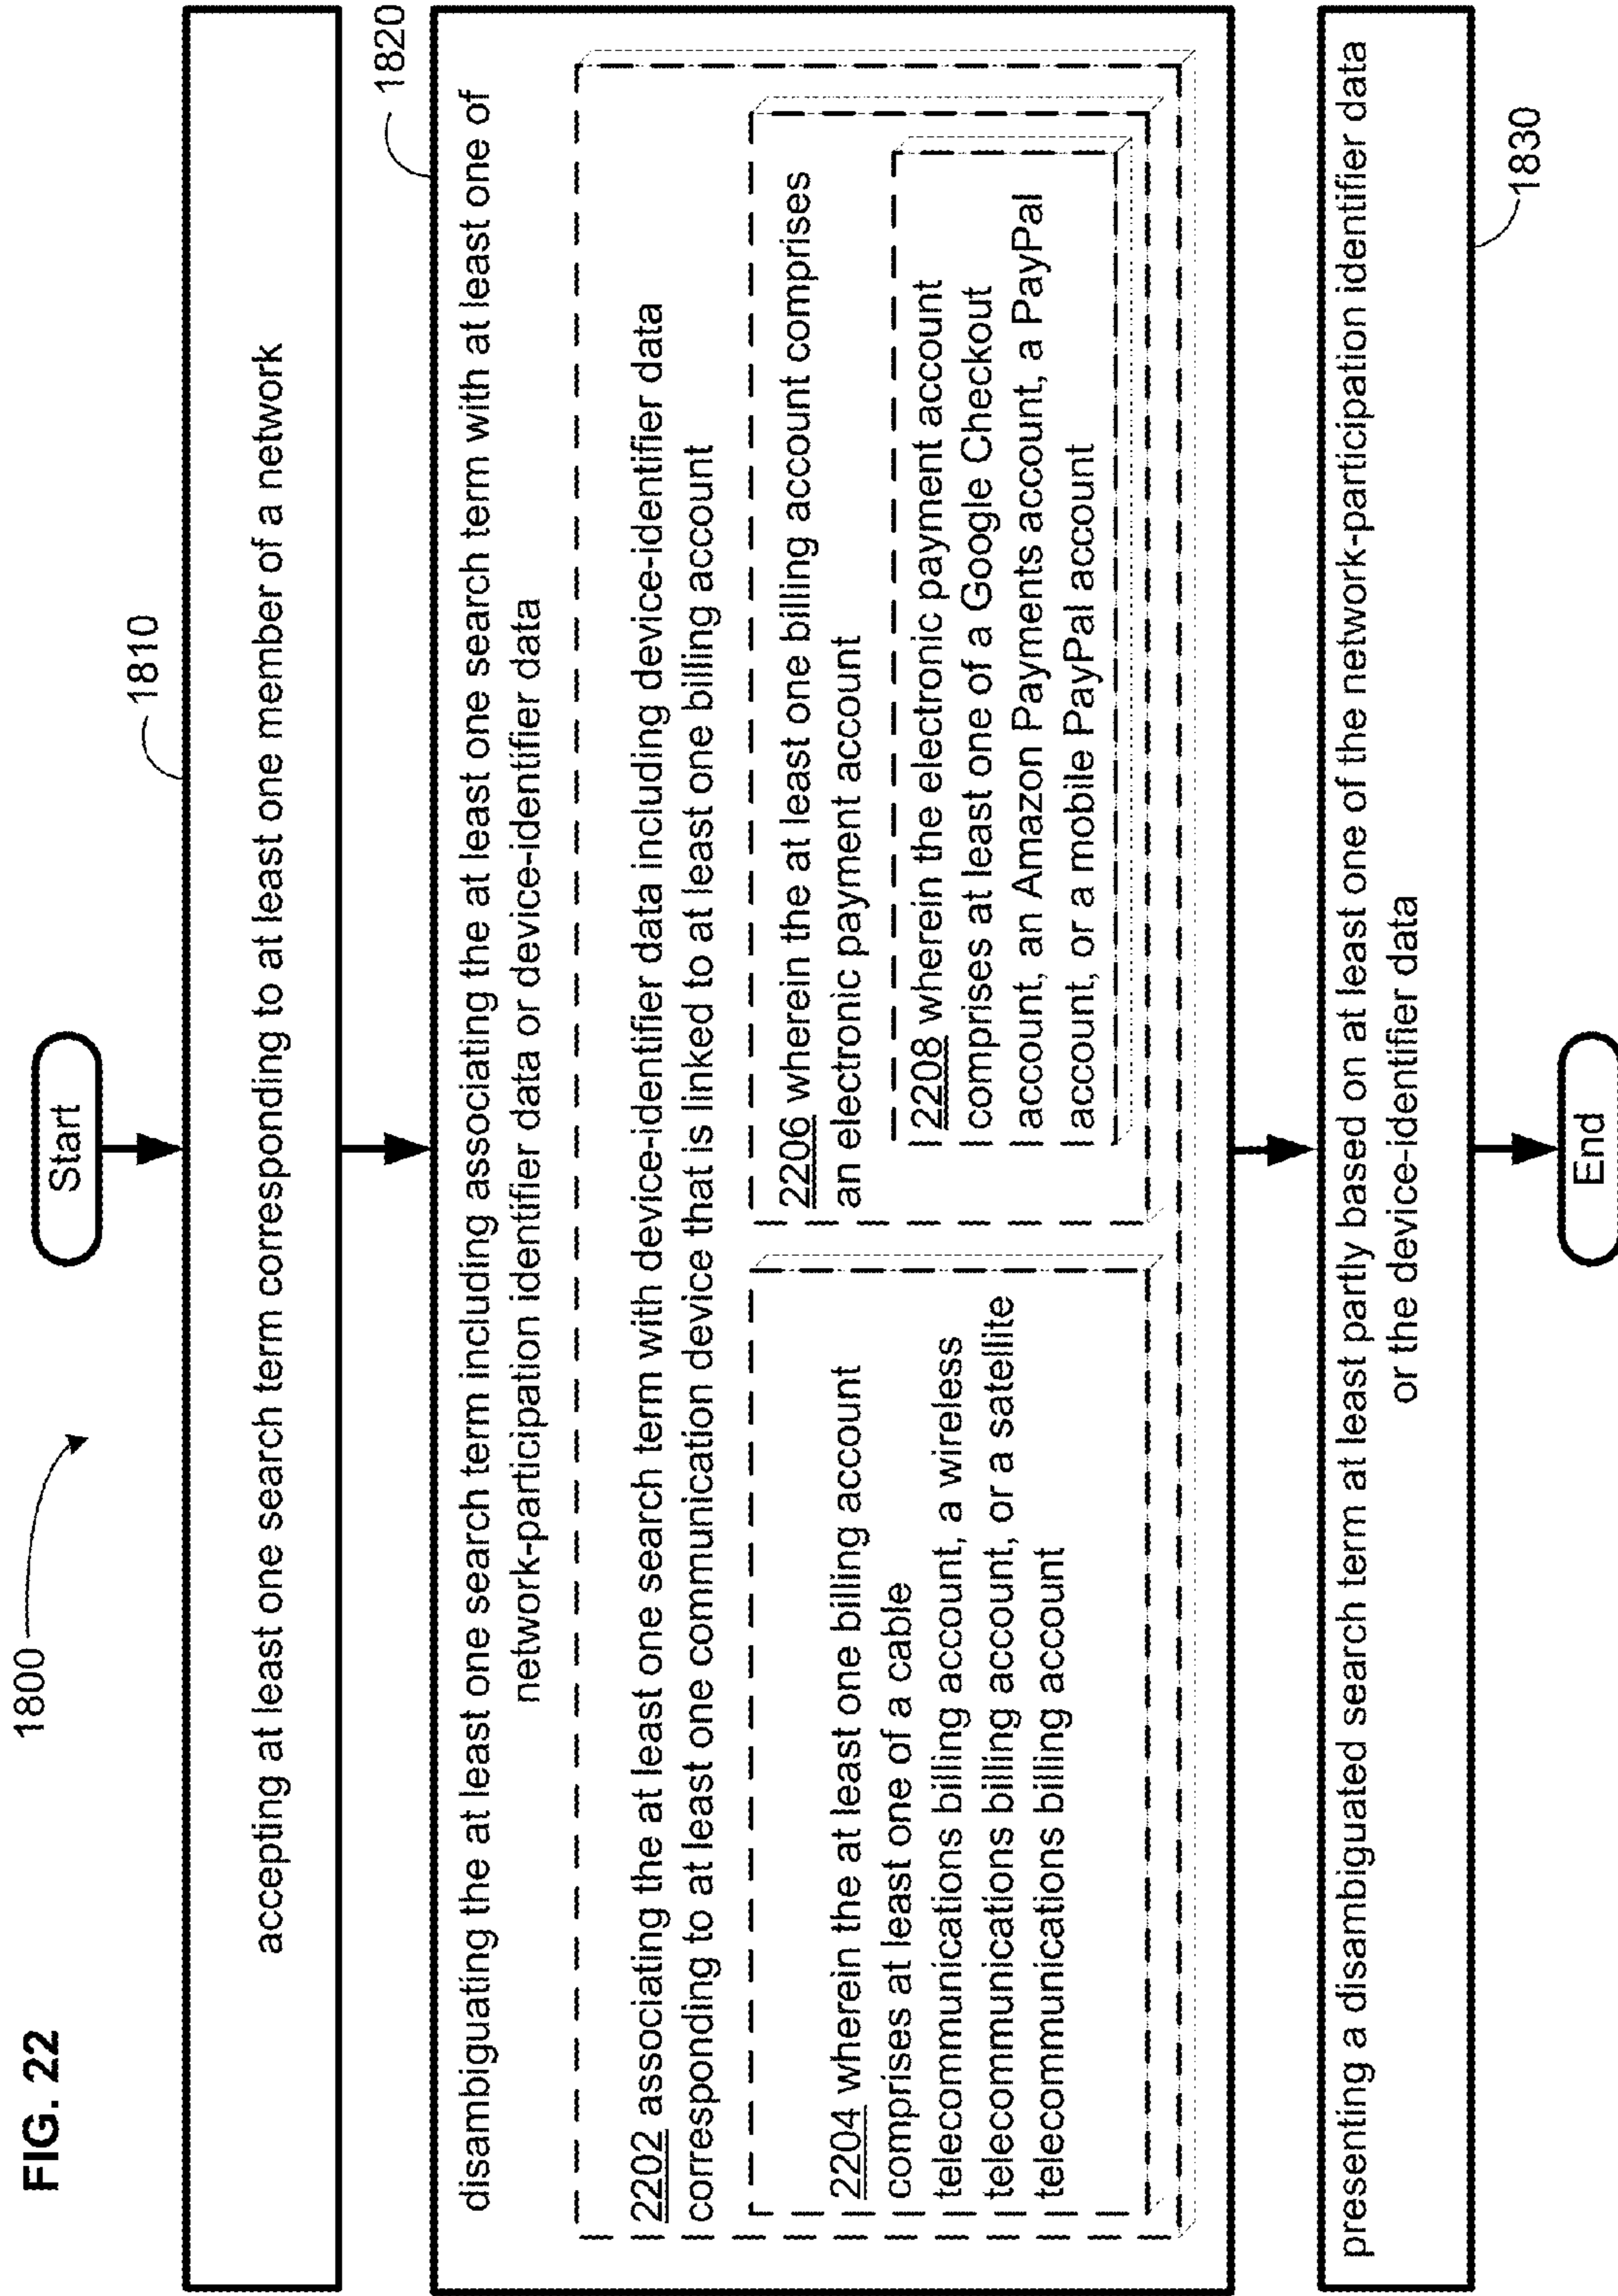 FIG. 22
1800
Start
1810
accepting at least one search term corresponding to at least one member of a network
1820
disambiguating the at least one search term including associating the at least one search term with at least one of
network-participation identifier data or device-identifier data
2202 associating the at least one search term with device-identifier data including device-identifier data
corresponding to at least one communication device that is linked to at least one billing account
2204 wherein the at least one billing account
comprises at least one of a cable
telecommunications billing account, a wireless
telecommunications billing account, or a satellite
telecommunications billing account
2206 wherein the at least one billing account comprises
an electronic payment account
2208 wherein the electronic payment account
comprises at least one of a Google Checkout
account, an Amazon Payments account, a PayPal
account, or a mobile PayPal account
presenting a disambiguated search term at least partly based on at least one of the network-participation identifier data
or the device-identifier data
1830
End